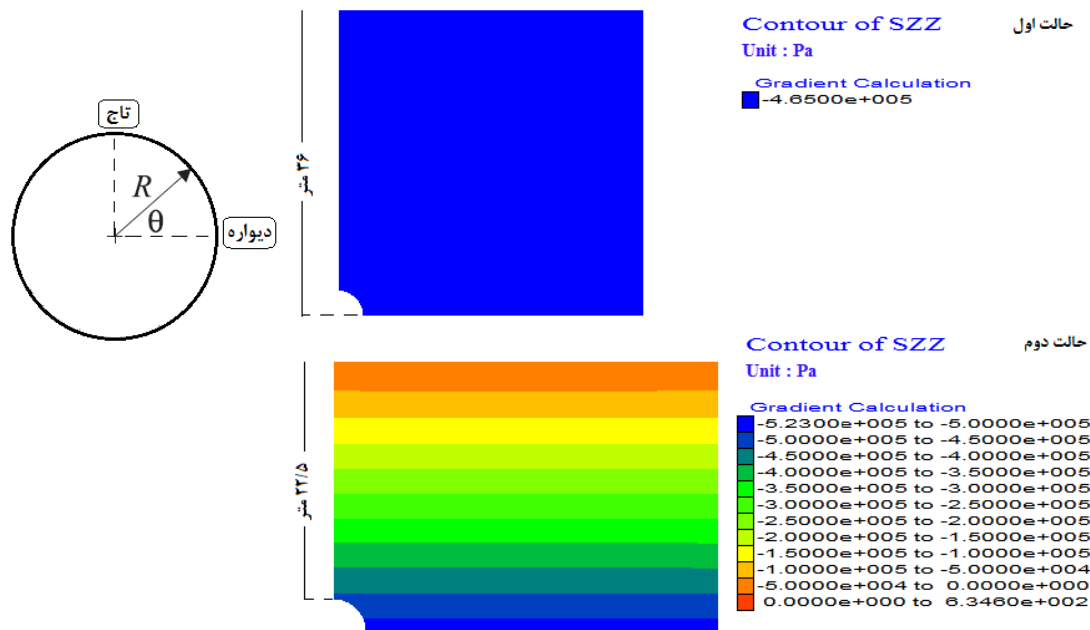 تاج
R
θ
دیواره
۳۶ متر
Contour of SZZ
حالت اول
Unit : Pa
Gradient Calculation
-4.6500e+005
۲۲/۵ متر
Contour of SZZ
حالت دوم
Unit : Pa
Gradient Calculation
-5.2300e+005 to -5.0000e+005
-5.0000e+005 to -4.5000e+005
-4.5000e+005 to -4.0000e+005
-4.0000e+005 to -3.5000e+005
-3.5000e+005 to -3.0000e+005
-3.0000e+005 to -2.5000e+005
-2.5000e+005 to -2.0000e+005
-2.0000e+005 to -1.5000e+005
-1.5000e+005 to -1.0000e+005
-1.0000e+005 to -5.0000e+004
-5.0000e+004 to 0.0000e+000
0.0000e+000 to 6.3460e+002